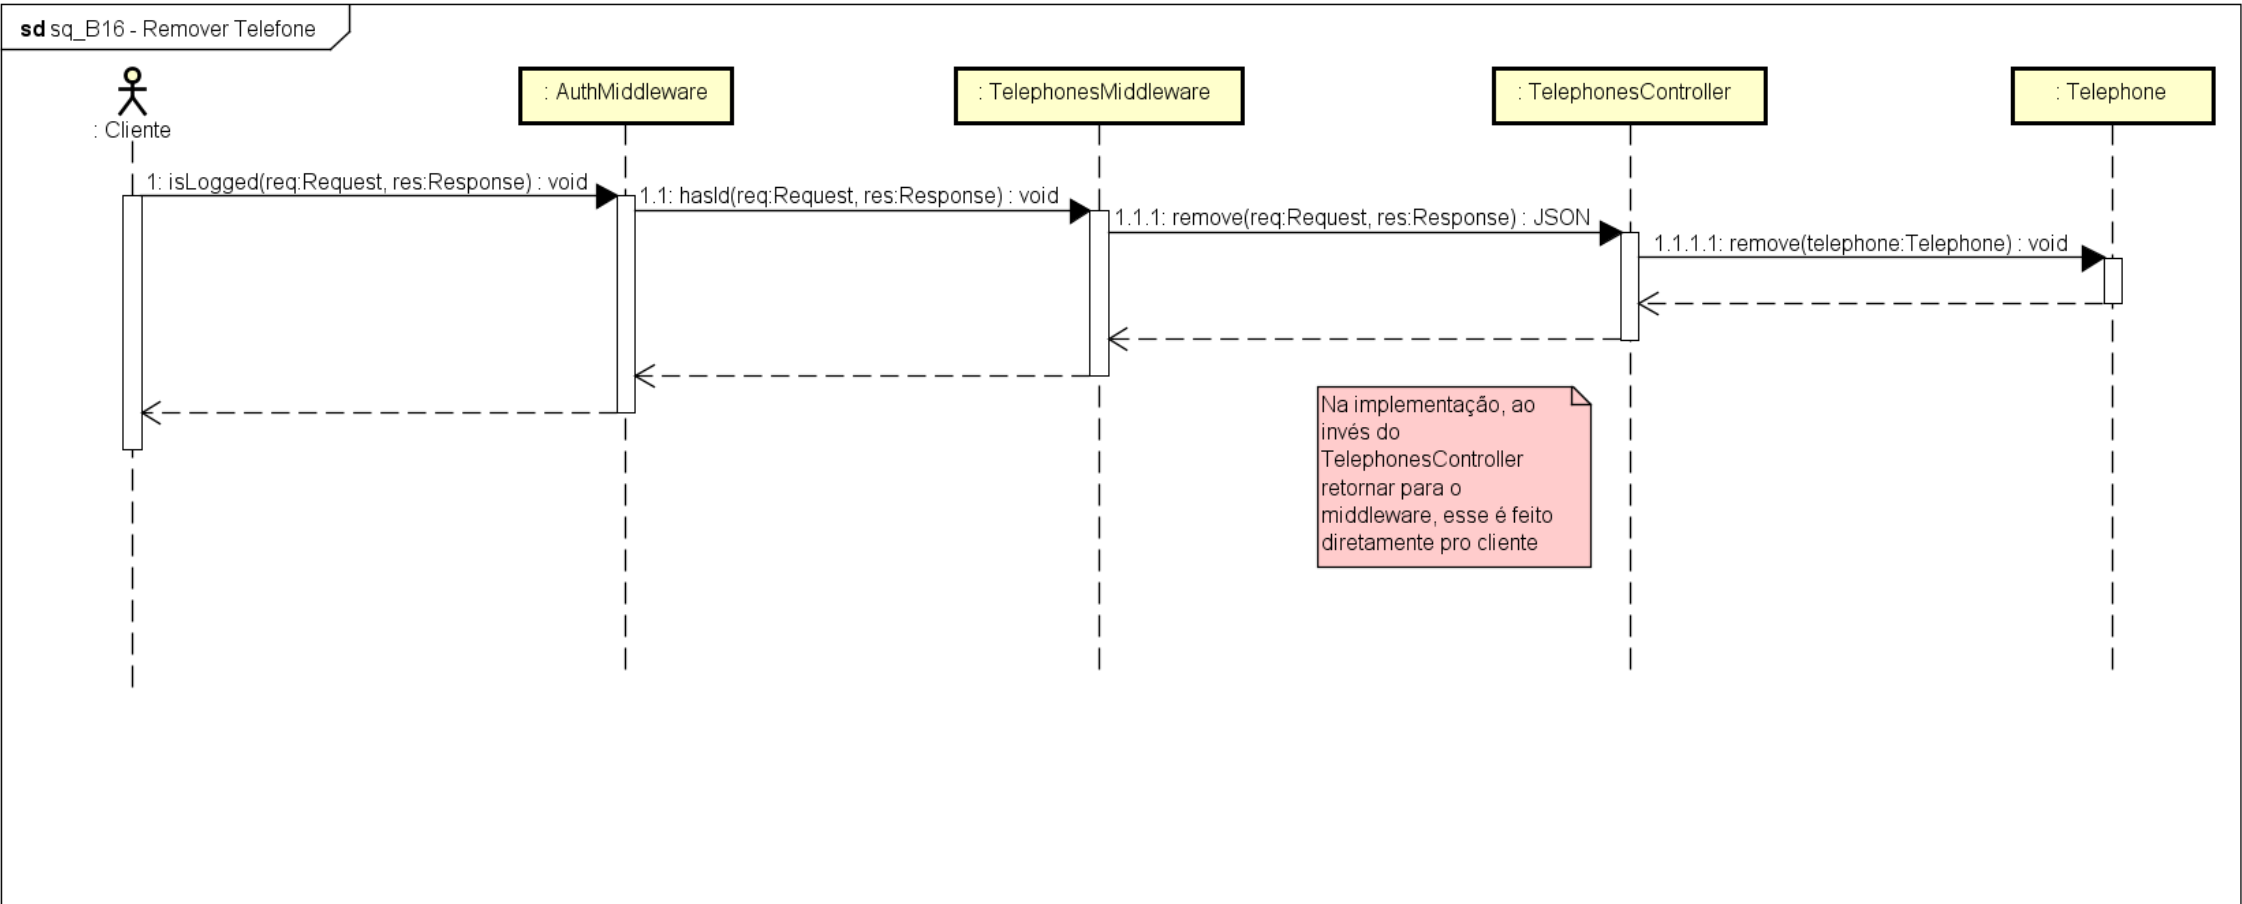 sd sq_B16 - Remover Telefone
: Cliente
: AuthMiddleware
: TelephonesMiddleware
: TelephonesController
: Telephone
1: isLogged(req:Request, res:Response) : void
1.1: hasId(req:Request, res:Response) : void
1.1.1: remove(req:Request, res:Response) : JSON
1.1.1.1: remove(telephone:Telephone) : void
Na implementação, ao
invés do
TelephonesController
retornar para o
middleware, esse é feito
diretamente pro cliente